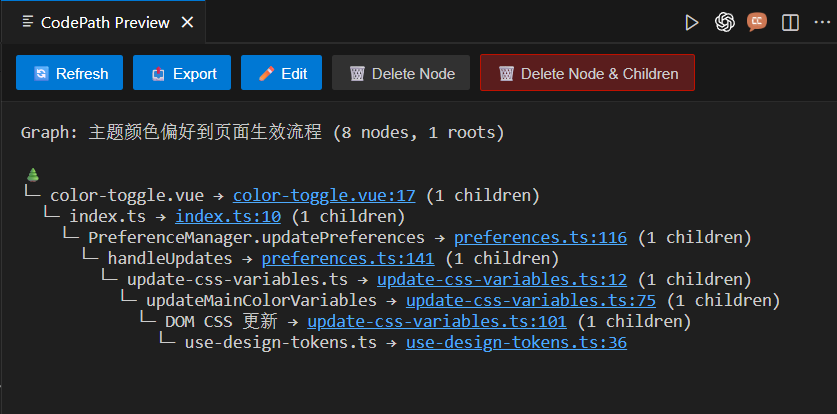 CodePath Preview
Refresh Export Edit Delete Node Delete Node & Children
Graph: 主题颜色偏好到页面生效流程 (8 nodes, 1 roots)
└─ color-toggle.vue → color-toggle.vue:17 (1 children)
└─ index.ts → index.ts:10 (1 children)
└─ PreferenceManager.updatePreferences → preferences.ts:116 (1 children)
└─ handleUpdates → preferences.ts:141 (1 children)
└─ update-css-variables.ts → update-css-variables.ts:12 (1 children)
└─ updateMainColorVariables → update-css-variables.ts:75 (1 children)
└─ DOM CSS 更新 → update-css-variables.ts:101 (1 children)
└─ use-design-tokens.ts → use-design-tokens.ts:36